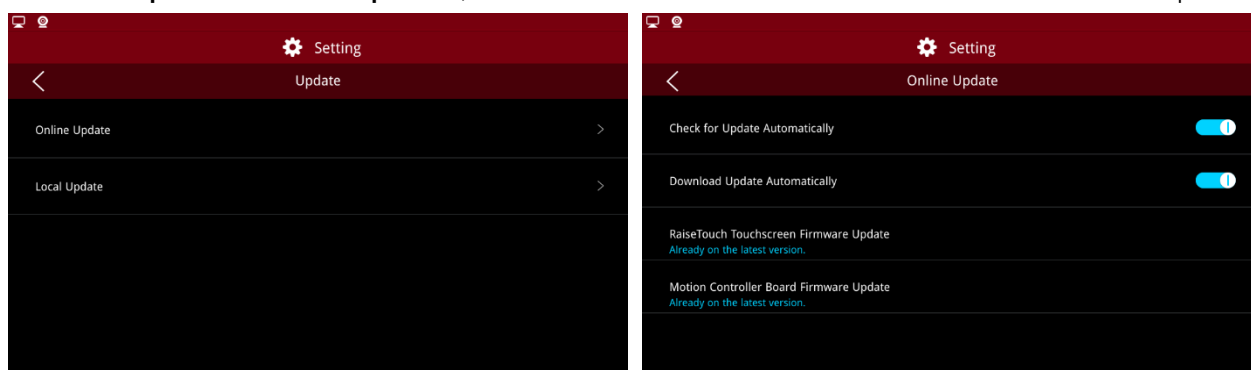 Setting
Update
Online Update
Local Update
Setting
Online Update
Check for Update Automatically
Download Update Automatically
RaiseTouch Touchscreen Firmware Update
Already on the latest version.
Motion Controller Board Firmware Update
Already on the latest version.